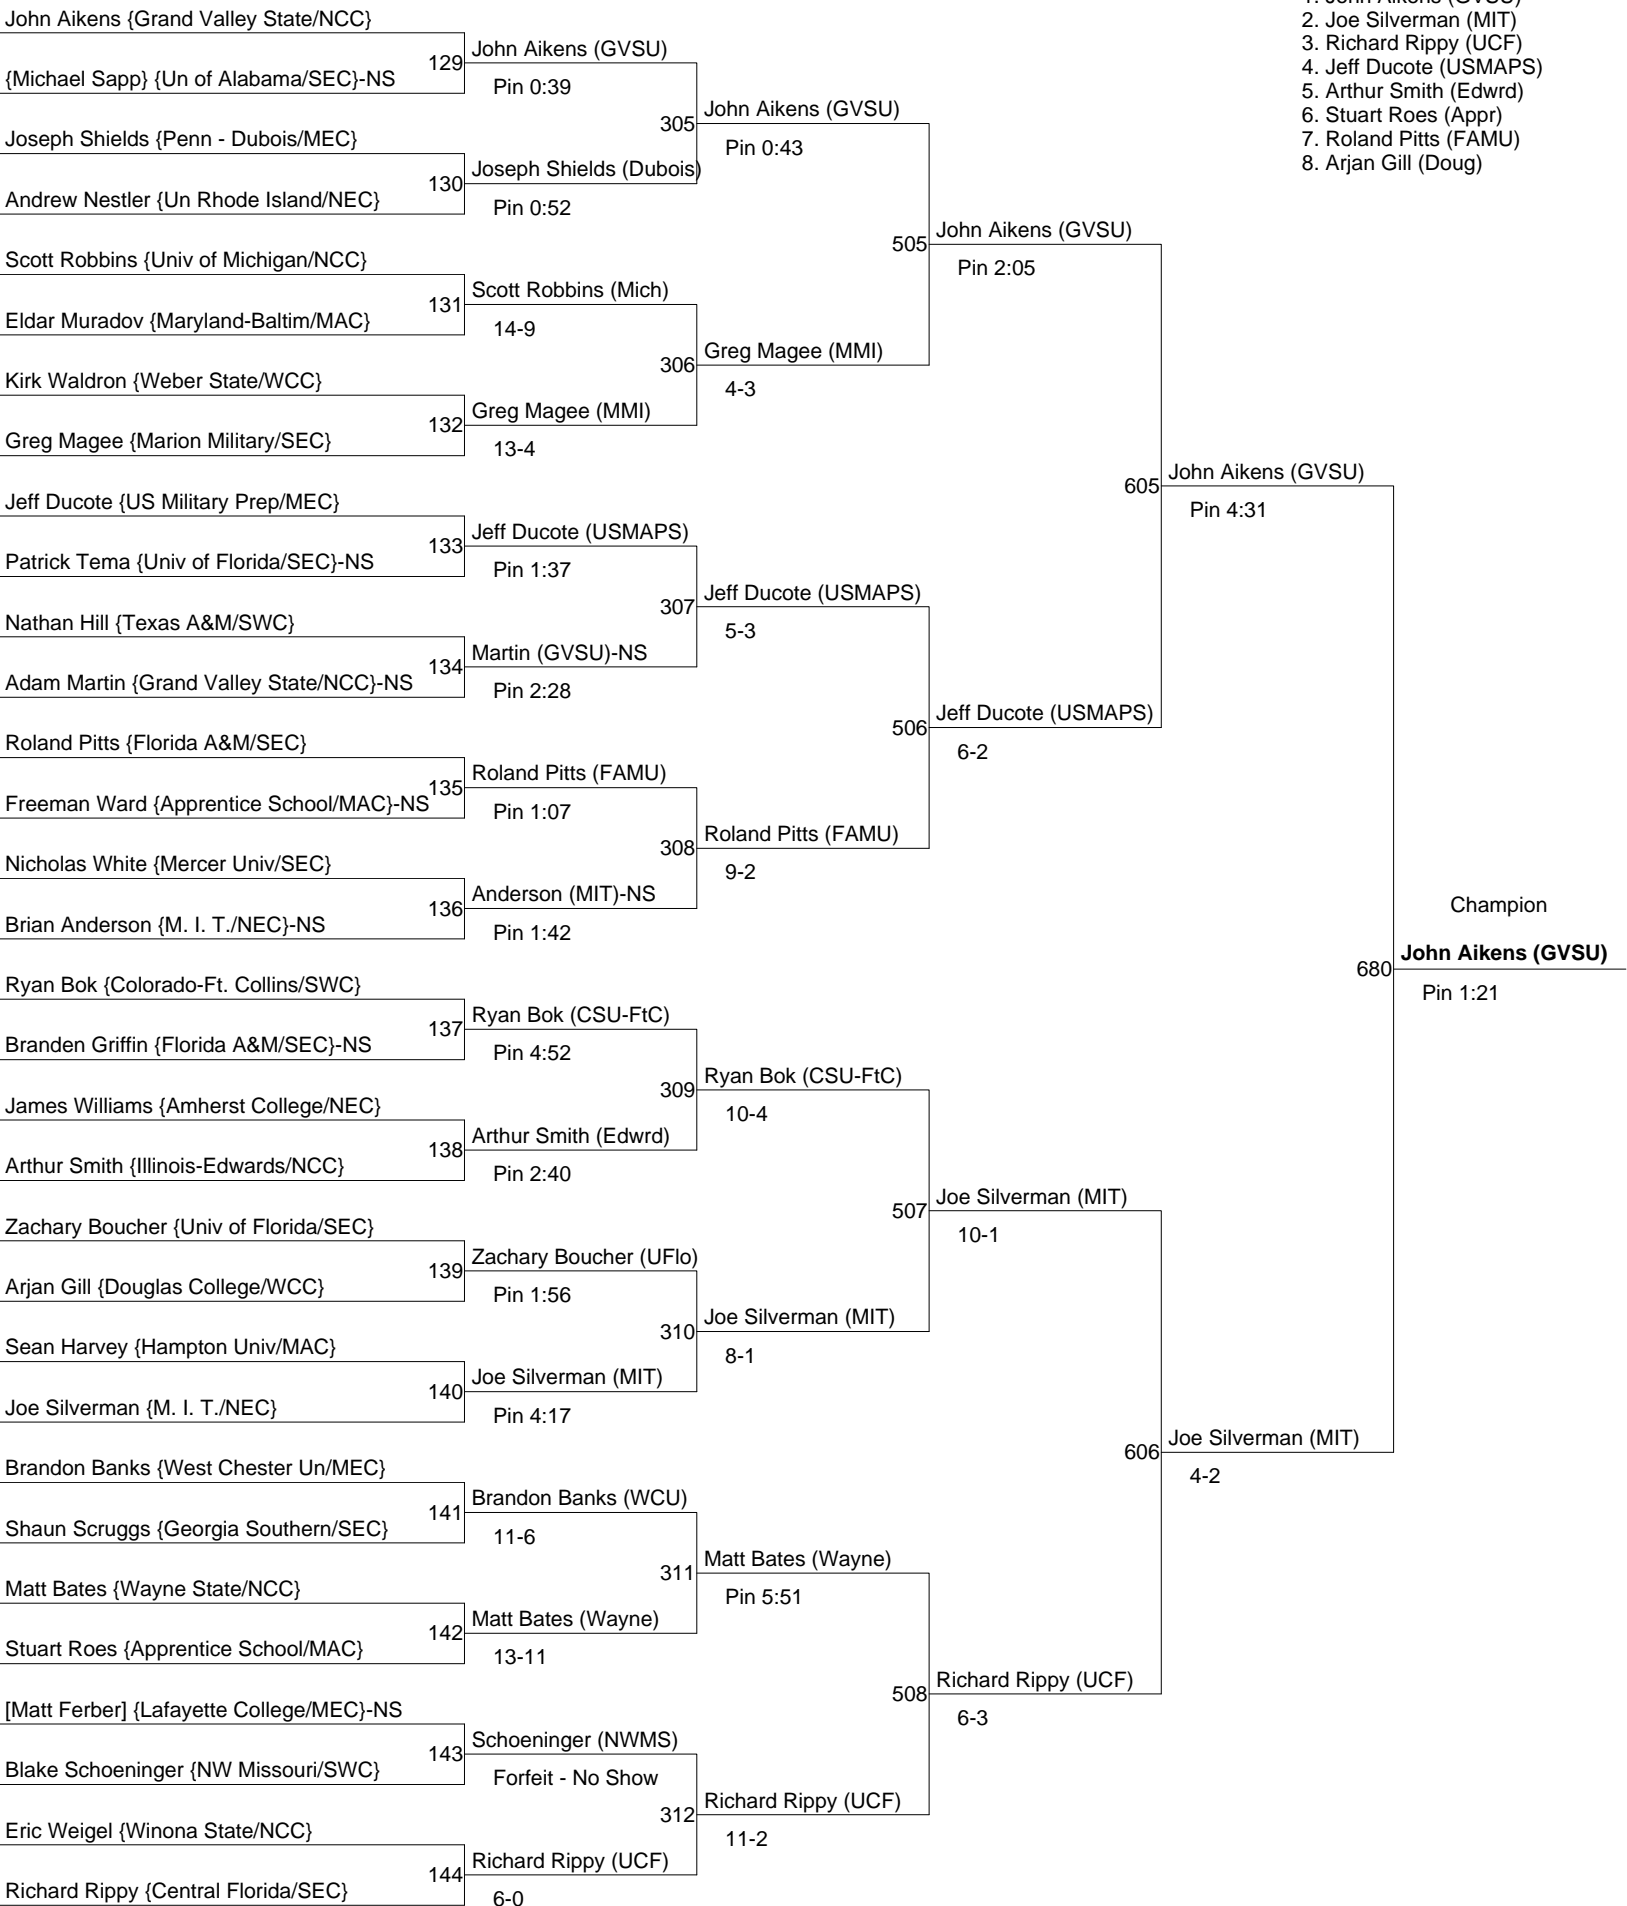 1. John Aikens (GVSU)
2. Joe Silverman (MIT)
3. Richard Rippy (UCF)
4. Jeff Ducote (USMAPS)
5. Arthur Smith (Edwrd)
6. Stuart Roes (Appr)
7. Roland Pitts (FAMU)
8. Arjan Gill (Doug)
John Aikens {Grand Valley State/NCC}
{Michael Sapp} {Un of Alabama/SEC}-NS
Joseph Shields {Penn - Dubois/MEC}
Andrew Nestler {Un Rhode Island/NEC}
Scott Robbins {Univ of Michigan/NCC}
Eldar Muradov {Maryland-Baltim/MAC}
Kirk Waldron {Weber State/WCC}
Greg Magee {Marion Military/SEC}
Jeff Ducote {US Military Prep/MEC}
Patrick Tema {Univ of Florida/SEC}-NS
Nathan Hill {Texas A&M/SWC}
Adam Martin {Grand Valley State/NCC}-NS
Roland Pitts {Florida A&M/SEC}
Freeman Ward {Apprentice School/MAC}-NS
Nicholas White {Mercer Univ/SEC}
Brian Anderson {M. I. T./NEC}-NS
Ryan Bok {Colorado-Ft. Collins/SWC}
Branden Griffin {Florida A&M/SEC}-NS
James Williams {Amherst College/NEC}
Arthur Smith {Illinois-Edwards/NCC}
Zachary Boucher {Univ of Florida/SEC}
Arjan Gill {Douglas College/WCC}
Sean Harvey {Hampton Univ/MAC}
Joe Silverman {M. I. T./NEC}
Brandon Banks {West Chester Un/MEC}
Shaun Scruggs {Georgia Southern/SEC}
Matt Bates {Wayne State/NCC}
Stuart Roes {Apprentice School/MAC}
[Matt Ferber] {Lafayette College/MEC}-NS
Blake Schoeninger {NW Missouri/SWC}
Eric Weigel {Winona State/NCC}
Richard Rippy {Central Florida/SEC}
129 John Aikens (GVSU)
Pin 0:39
130 Joseph Shields (Dubois)
Pin 0:52
131 Scott Robbins (Mich)
14-9
132 Greg Magee (MMI)
13-4
133 Jeff Ducote (USMAPS)
Pin 1:37
134 Martin (GVSU)-NS
Pin 2:28
135 Roland Pitts (FAMU)
Pin 1:07
136 Anderson (MIT)-NS
Pin 1:42
137 Ryan Bok (CSU-FtC)
Pin 4:52
138 Arthur Smith (Edwrd)
Pin 2:40
139 Zachary Boucher (UFlo)
Pin 1:56
140 Joe Silverman (MIT)
Pin 4:17
141 Brandon Banks (WCU)
11-6
142 Matt Bates (Wayne)
13-11
143 Schoeninger (NWMS)
Forfeit - No Show
144 Richard Rippy (UCF)
6-0
305 John Aikens (GVSU)
Pin 0:43
306 Greg Magee (MMI)
4-3
307 Jeff Ducote (USMAPS)
5-3
308 Roland Pitts (FAMU)
9-2
309 Ryan Bok (CSU-FtC)
10-4
310 Joe Silverman (MIT)
8-1
311 Matt Bates (Wayne)
Pin 5:51
312 Richard Rippy (UCF)
11-2
505 John Aikens (GVSU)
Pin 2:05
506 Jeff Ducote (USMAPS)
6-2
507 Joe Silverman (MIT)
10-1
508 Richard Rippy (UCF)
6-3
605 John Aikens (GVSU)
Pin 4:31
606 Joe Silverman (MIT)
4-2
Champion
680 John Aikens (GVSU)
Pin 1:21